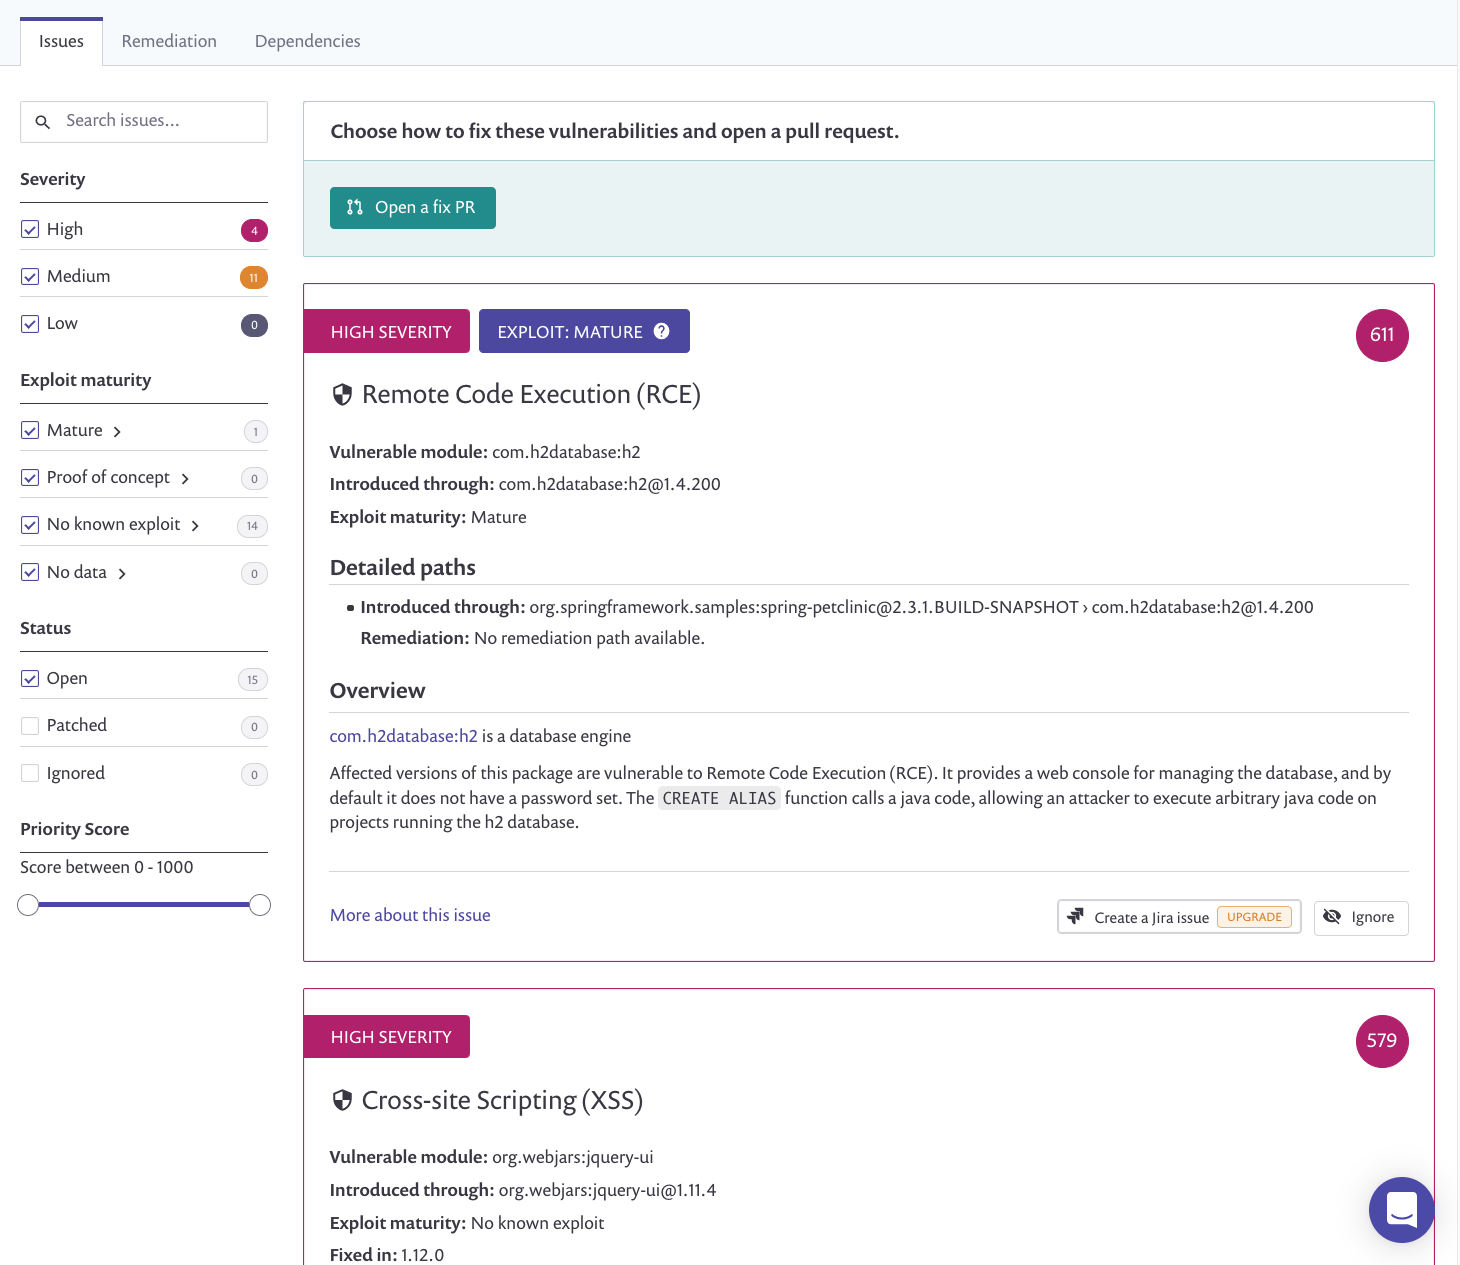 Issues
Remediation
Dependencies
Search issues...
Severity
High 4
Medium 11
Low 0
Exploit maturity
Mature 1
Proof of concept 0
No known exploit 14
No data 0
Status
Open 15
Patched 0
Ignored 0
Priority Score
Score between 0 - 1000
Choose how to fix these vulnerabilities and open a pull request.
Open a fix PR
HIGH SEVERITY
EXPLOIT: MATURE ?
611
Remote Code Execution (RCE)
Vulnerable module: com.h2database:h2
Introduced through: com.h2database:h2@1.4.200
Exploit maturity: Mature
Detailed paths
• Introduced through: org.springframework.samples:spring-petclinic@2.3.1.BUILD-SNAPSHOT › com.h2database:h2@1.4.200
Remediation: No remediation path available.
Overview
com.h2database:h2 is a database engine
Affected versions of this package are vulnerable to Remote Code Execution (RCE). It provides a web console for managing the database, and by
default it does not have a password set. The CREATE ALIAS function calls a java code, allowing an attacker to execute arbitrary java code on
projects running the h2 database.
More about this issue
Create a Jira issue UPGRADE
Ignore
HIGH SEVERITY
579
Cross-site Scripting (XSS)
Vulnerable module: org.webjars:jquery-ui
Introduced through: org.webjars:jquery-ui@1.11.4
Exploit maturity: No known exploit
Fixed in: 1.12.0